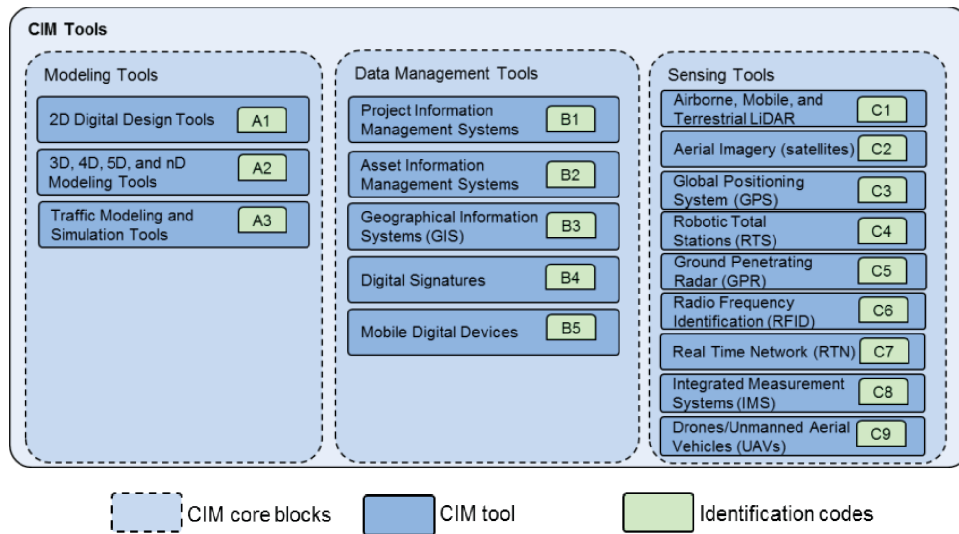 CIM Tools
Modeling Tools
2D Digital Design Tools
A1
3D, 4D, 5D, and nD
Modeling Tools
A2
Traffic Modeling and
Simulation Tools
A3
Data Management Tools
Project Information
Management Systems
B1
Asset Information
Management Systems
B2
Geographical Information
Systems (GIS)
B3
Digital Signatures
B4
Mobile Digital Devices
B5
Sensing Tools
Airborne, Mobile, and
Terrestrial LiDAR
C1
Aerial Imagery (satellites)
C2
Global Positioning
System (GPS)
C3
Robotic Total
Stations (RTS)
C4
Ground Penetrating
Radar (GPR)
C5
Radio Frequency
Identification (RFID)
C6
Real Time Network (RTN)
C7
Integrated Measurement
Systems (IMS)
C8
Drones/Unmanned Aerial
Vehicles (UAVs)
C9
CIM core blocks
CIM tool
Identification codes